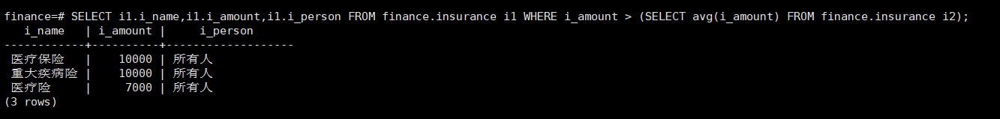 finance=# SELECT i1.i_name,i1.i_amount,i1.i_person FROM finance.insurance i1 WHERE i_amount > (SELECT avg(i_amount) FROM finance.insurance i2);
   i_name   | i_amount |     i_person
------------+----------+-------------------
 医疗保险   |    10000 | 所有人
 重大疾病险 |    10000 | 所有人
 医疗险     |     7000 | 所有人
(3 rows)